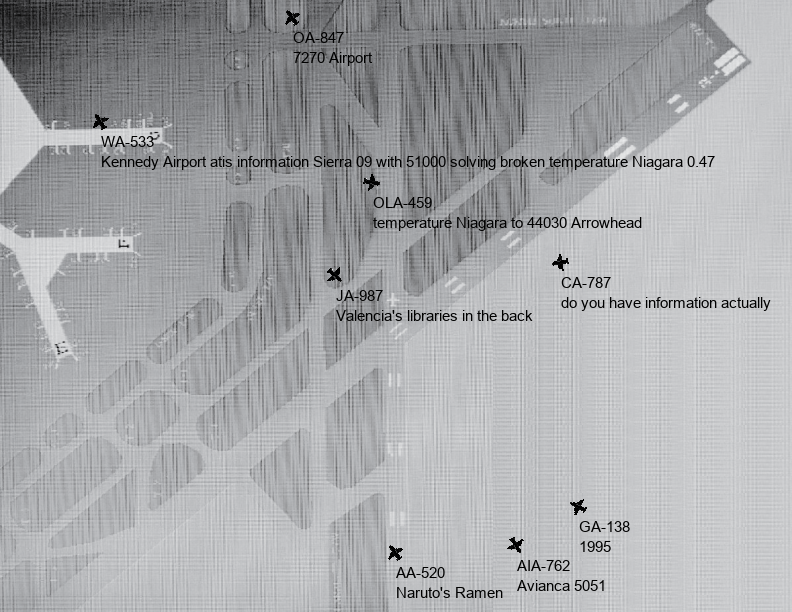 OA-847
7270 Airport
WA-533
Kennedy Airport atis information Sierra 09 with 51000 solving broken temperature Niagara 0.47
OLA-459
temperature Niagara to 44030 Arrowhead
CA-787
do you have information actually
JA-987
Valencia's libraries in the back
GA-138
1995
AIA-762
Avianca 5051
AA-520
Naruto's Ramen